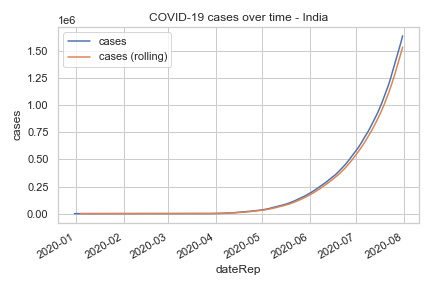 COVID-19 cases over time - India
1e6
cases
cases (rolling)
1.50
1.25
1.00
0.75
0.50
0.25
0.00
cases
2020-01
2020-02
2020-03
2020-04
2020-05
2020-06
2020-07
2020-08
dateRep